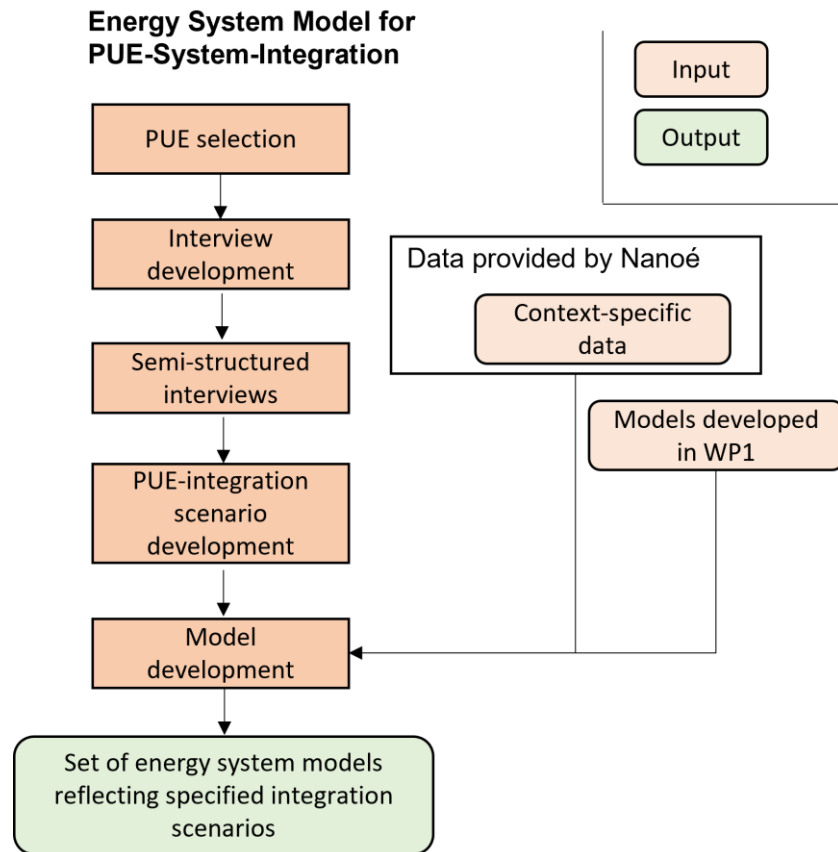 Energy System Model for
PUE-System-Integration
Input
Output
PUE selection
Interview
development
Data provided by Nanoé
Context-specific
data
Semi-structured
interviews
Models developed
in WP1
PUE-integration
scenario
development
Model
development
Set of energy system models
reflecting specified integration
scenarios